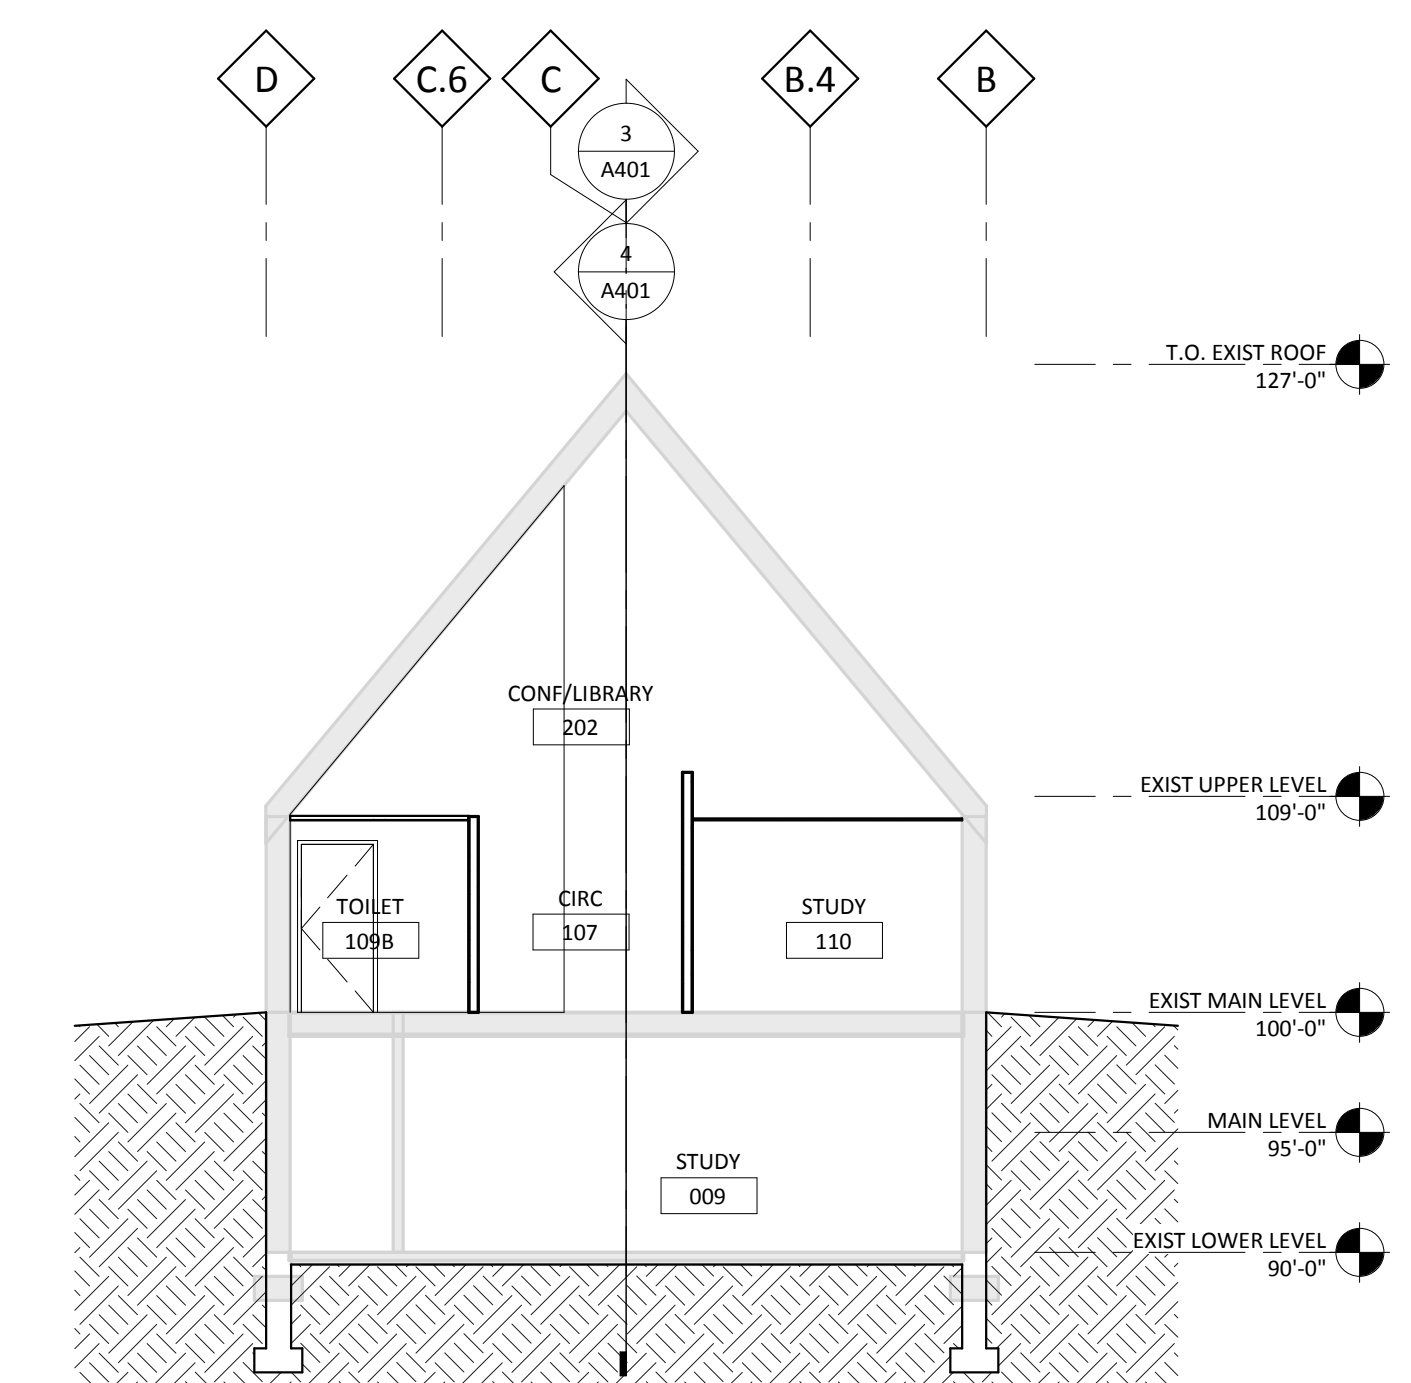 D
C.6
C
B.4
B
3
A401
4
A401
T.O. EXIST ROOF
127'-0"
CONF/LIBRARY
202
EXIST UPPER LEVEL
109'-0"
TOILET
109B
CIRC
107
STUDY
110
EXIST MAIN LEVEL
100'-0"
MAIN LEVEL
95'-0"
STUDY
009
EXIST LOWER LEVEL
90'-0"